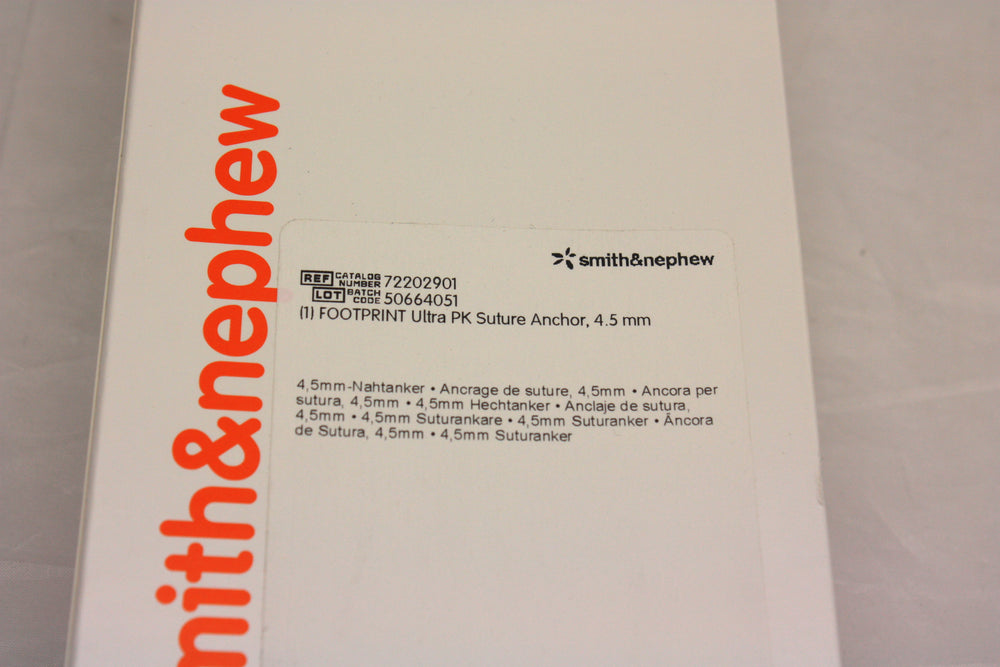 smith&nephew
smith&nephew
REF CATALOG NUMBER 72202901
LOT BATCH CODE 50664051
(1) FOOTPRINT Ultra PK Suture Anchor, 4.5 mm
4,5mm-Nahtanker • Ancrage de suture, 4,5mm • Ancora per
sutura, 4,5mm • 4,5mm Hechtanker • Anclaje de sutura,
4,5mm • 4,5mm Suturankare • 4,5mm Suturanker • Âncora
de Sutura, 4,5mm • 4,5mm Suturanker